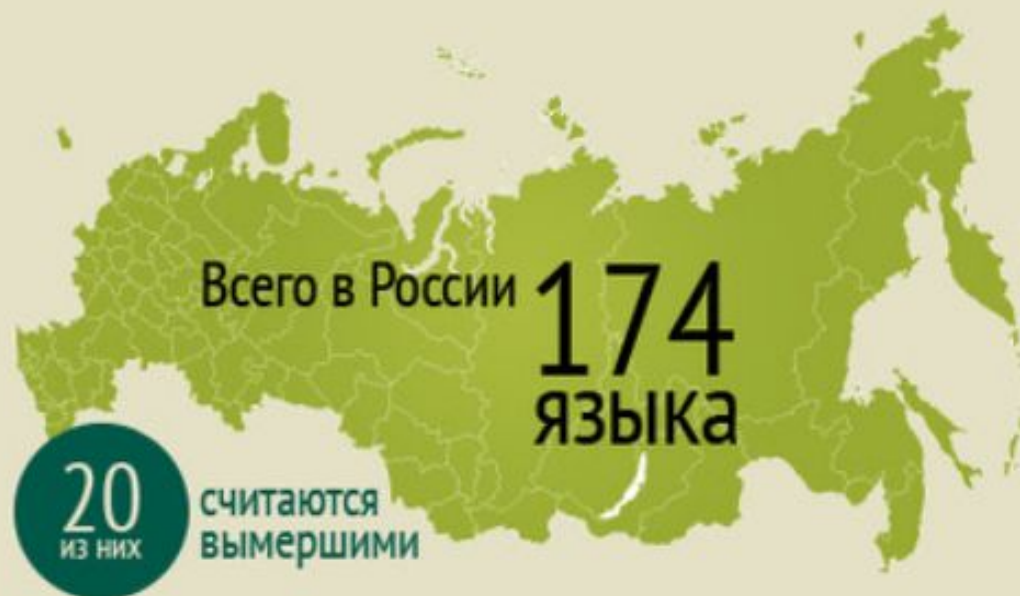 Всего в России 174
языка
20
из них
считаются
вымершими